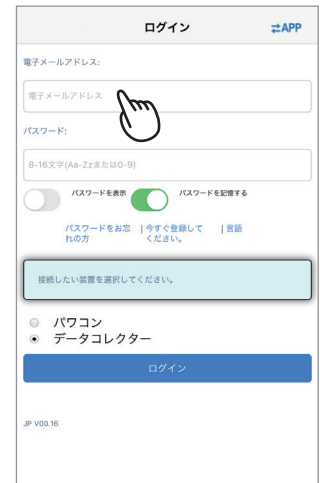 ログイン
⇄APP
電子メールアドレス:
電子メールアドレス
パスワード:
8-16文字(Aa-Zzまたは0-9)
パスワードを表示
パスワードを記憶する
パスワードをお忘れの方
|今すぐ登録してください。
|言語
接続したい装置を選択してください。
パワコン
データコレクター
ログイン
JP V00.16